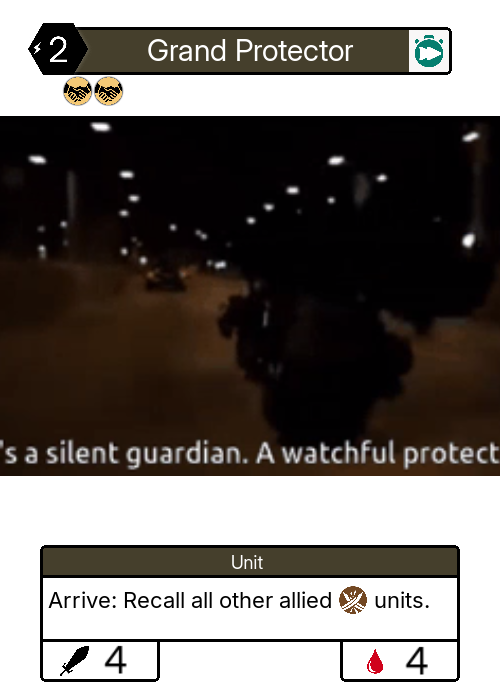 2
Grand Protector
's a silent guardian. A watchful protect
Unit
Arrive: Recall all other allied units.
4
4